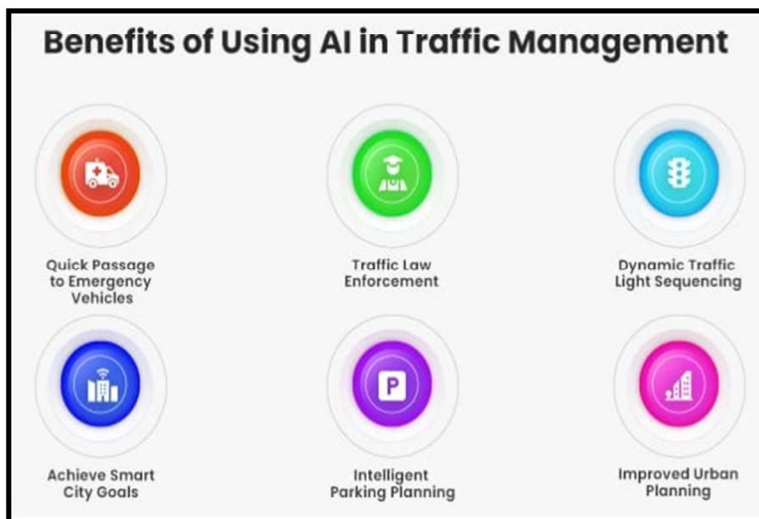 Benefits of Using AI in Traffic Management
Quick Passage
to Emergency
Vehicles
Traffic Law
Enforcement
Dynamic Traffic
Light Sequencing
Achieve Smart
City Goals
P
Intelligent
Parking Planning
Improved Urban
Planning